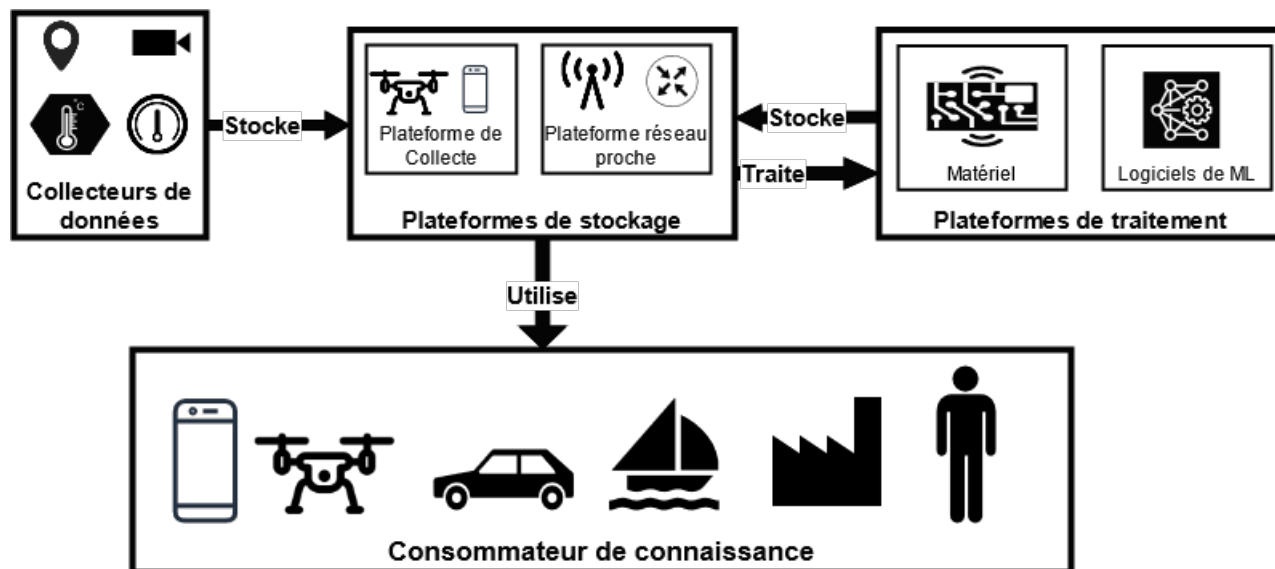 °C
Collecteurs de
données
Stocke
Plateforme de
Collecte
Plateforme réseau
proche
Plateformes de stockage
Stocke
Traite
Matériel
Logiciels de ML
Plateformes de traitement
Utilise
Consommateur de connaissance